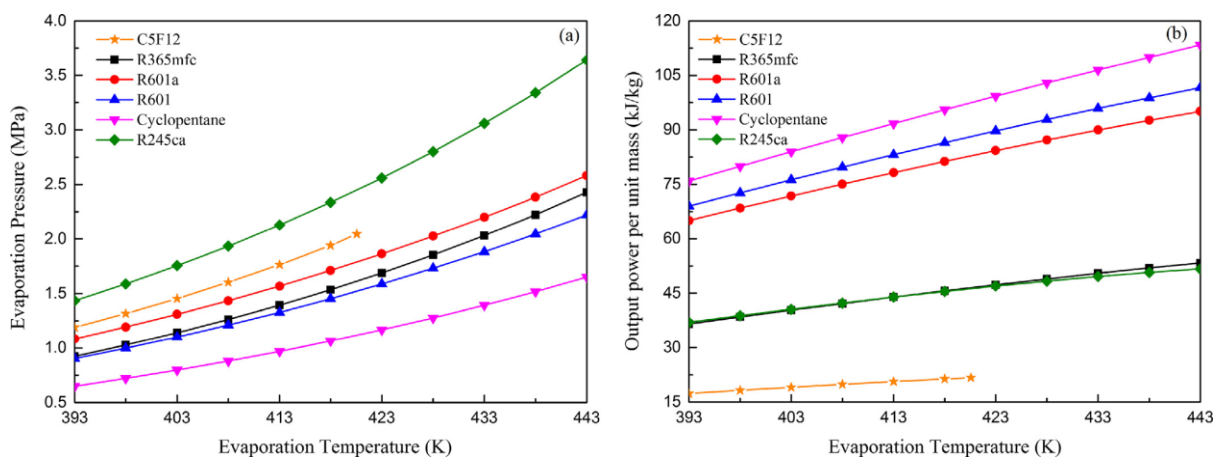 (a)
C5F12
R365mfc
R601a
R601
Cyclopentane
R245ca
Evaporation Pressure (MPa)
4.0
3.5
3.0
2.5
2.0
1.5
1.0
0.5
393 403 413 423 433 443
Evaporation Temperature (K)
(b)
C5F12
R365mfc
R601a
R601
Cyclopentane
R245ca
Output power per unit mass (kJ/kg)
120
105
90
75
60
45
30
15
393 403 413 423 433 443
Evaporation Temperature (K)